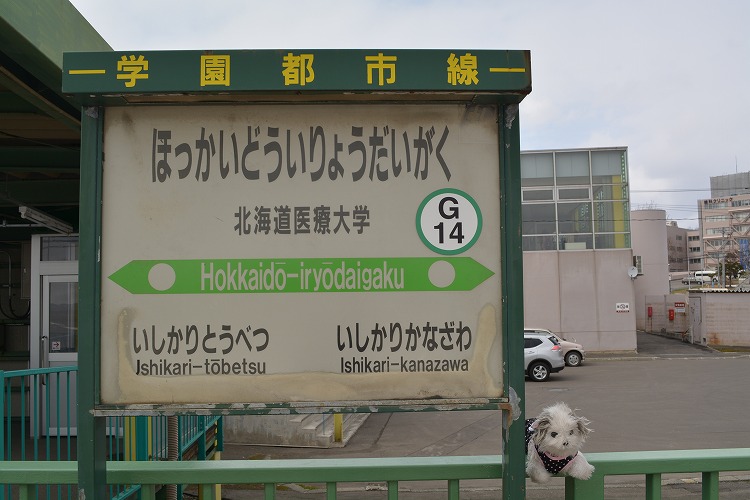 学園都市線
ほっかいどういりょうだいがく
北海道医療大学
G
14
Hokkaidō-iryōdaigaku
いしかりとうべつ いしかりかなざわ
Ishikari-tōbetsu Ishikari-kanazawa